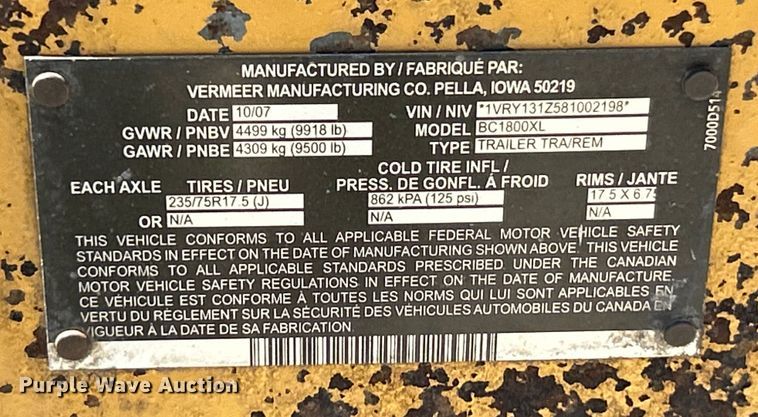 MANUFACTURED BY / FABRIQUÉ PAR:
VERMEER MANUFACTURING CO. PELLA, IOWA 50219
DATE 10/07 VIN / NIV *1VRY131Z581002198*
GVWR / PNBV 4499 kg (9918 lb) MODEL BC1800XL
GAWR / PNBE 4309 kg (9500 lb) TYPE TRAILER TRA/REM
COLD TIRE INFL /
EACH AXLE TIRES / PNEU PRESS. DE GONFL. À FROID RIMS / JANTE
235/75R17.5 (J) 862 kPA (125 psi) 17.5 X 6.75
OR N/A N/A N/A
THIS VEHICLE CONFORMS TO ALL APPLICABLE FEDERAL MOTOR VEHICLE SAFETY
STANDARDS IN EFFECT ON THE DATE OF MANUFACTURING SHOWN ABOVE. THIS VEHICLE
CONFORMS TO ALL APPLICABLE STANDARDS PRESCRIBED UNDER THE CANADIAN
MOTOR VEHICLE SAFETY REGULATIONS IN EFFECT ON THE DATE OF MANUFACTURE.
CE VÉHICULE EST CONFORME À TOUTES LES NORMS QUI LUI SONT APPLICABLES EN
VERTU DU RÈGLEMENT SUR LA SÉCURITÉ DES VÉHICULES AUTOMOBILES DU CANADA EN
VIGUEUR À LA DATE DE SA FABRICATION.
7000D514
Purple Wave Auction